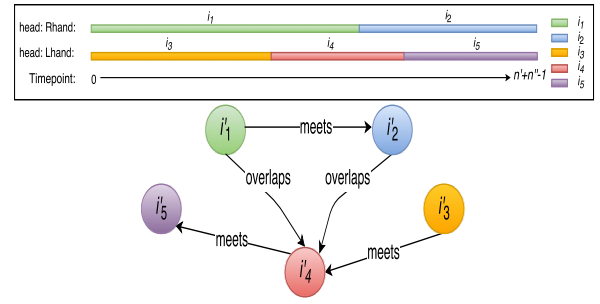 i1 i2
head: Rhand:
i3 i4 i5
head: Lhand:
Timepoint: 0 n'+n"-1
i1
i2
i3
i4
i5
i'1 meets i'2
overlaps overlaps
i'5 i'3
meets meets
i'4